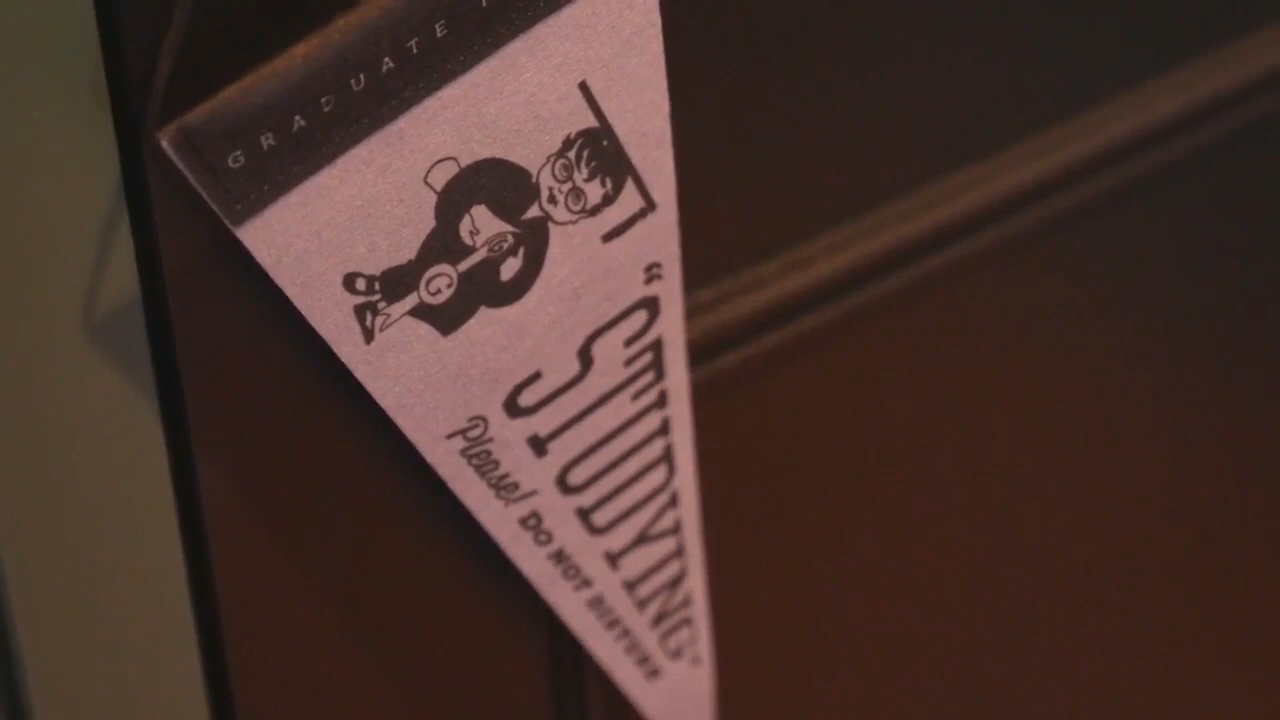 GRADUATE
G
G
"STUDYING"
Please! DO NOT DISTURB